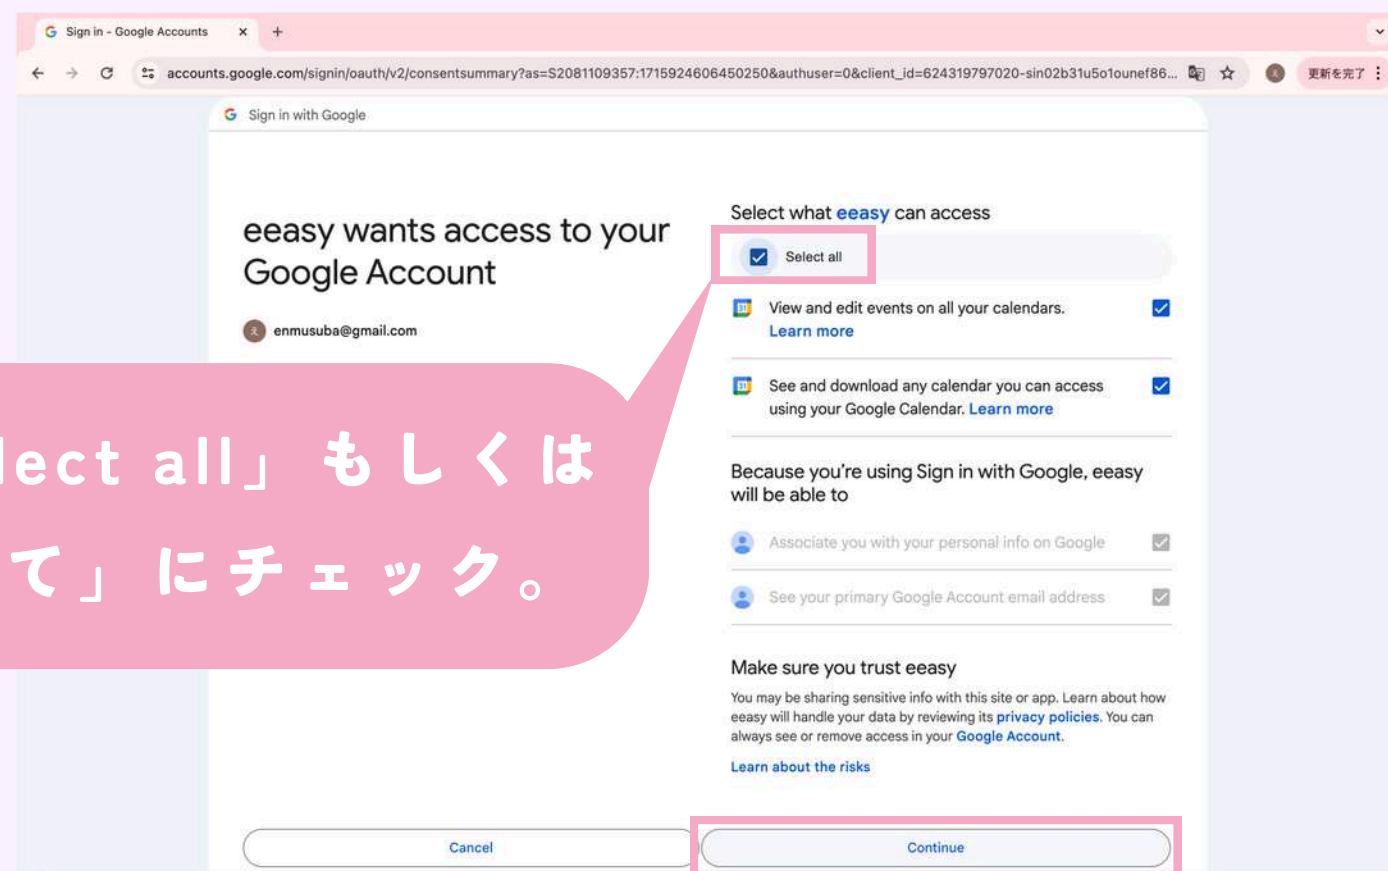 Sign in - Google Accounts
accounts.google.com/signin/oauth/v2/consentsummary?as=S2081109357:1715924606450250&authuser=0&client_id=624319797020-sin02b31u5o1ounef86...
更新を完了
Sign in with Google
eeasy wants access to your
Google Account
え enmusuba@gmail.com
Select what eeasy can access
Select all
31 View and edit events on all your calendars.
Learn more
31 See and download any calendar you can access
using your Google Calendar. Learn more
lect all」もしくは
て」にチェック。
Because you’re using Sign in with Google, eeasy
will be able to
Associate you with your personal info on Google
See your primary Google Account email address
Make sure you trust eeasy
You may be sharing sensitive info with this site or app. Learn about how
eeasy will handle your data by reviewing its privacy policies. You can
always see or remove access in your Google Account.
Learn about the risks
Cancel
Continue